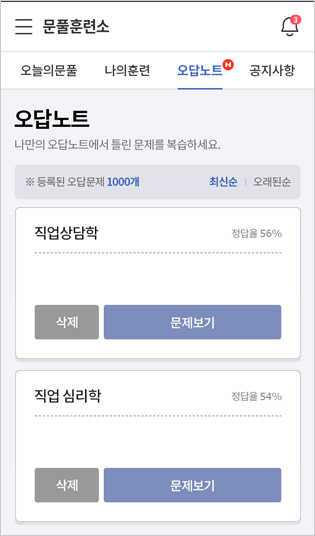 문풀훈련소
3
오늘의문풀 나의훈련 오답노트 N 공지사항
오답노트
나만의 오답노트에서 틀린 문제를 복습하세요.
※ 등록된 오답문제 1000개 최신순 | 오래된순
직업상담학 정답율 56%
삭제 문제보기
직업 심리학 정답율 54%
삭제 문제보기